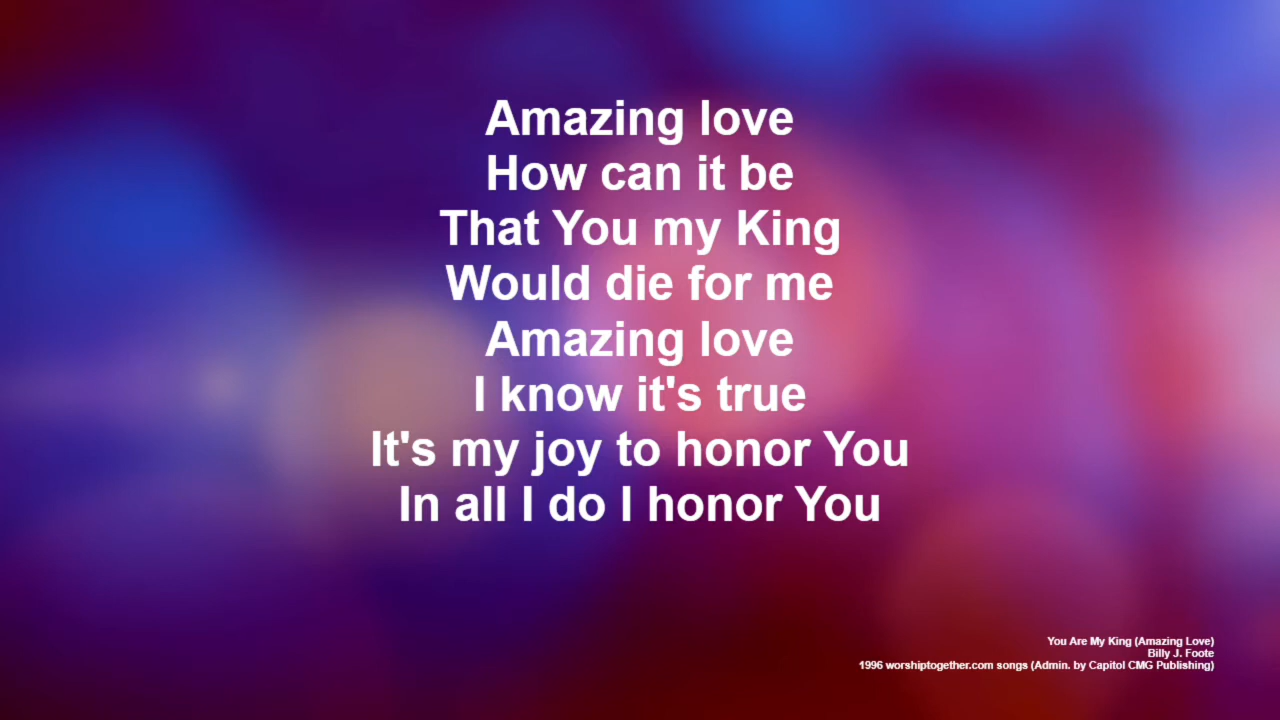 Amazing love
How can it be
That You my King
Would die for me
Amazing love
I know it's true
It's my joy to honor You
In all I do I honor You
You Are My King (Amazing Love)
Billy J. Foote
1996 worshiptogether.com songs (Admin. by Capitol CMG Publishing)